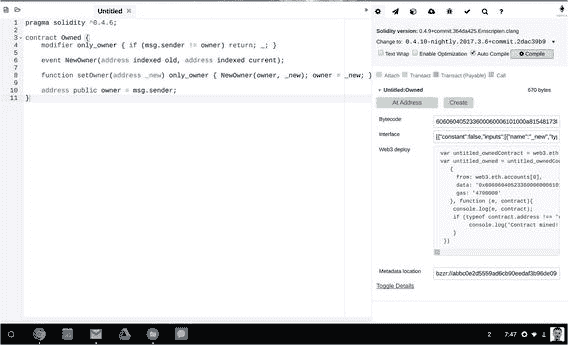 Untitled ×
1 pragma solidity ^0.4.6;
2
3 contract Owned {
4 modifier only_owner { if (msg.sender != owner) return; _; }
5
6 event NewOwner(address indexed old, address indexed current);
7
8 function setOwner(address _new) only_owner { NewOwner(owner, _new); owner = _new; }
9
10 address public owner = msg.sender;
11 }
Solidity version: 0.4.9+commit.364da425.Emscripten.clang
Change to: 0.4.10-nightly.2017.3.6+commit.2dac39b9
Text Wrap Enable Optimization Auto Compile Compile
Attach Transact Transact (Payable) Call
Untitled:Owned 670 bytes
At Address Create
Bytecode
Interface [{"constant":false,"inputs":[{"name":"_new","typ
Web3 deploy
var untitled_ownedContract = web3.eth
var untitled_owned = untitled_ownedCo
{
from: web3.eth.accounts[0],
data:
gas: '4700000'
}, function (e, contract){
console.log(e, contract);
if (typeof contract.address !==
console.log('Contract mined!
}
})
Metadata location
Toggle Details
2 7:47